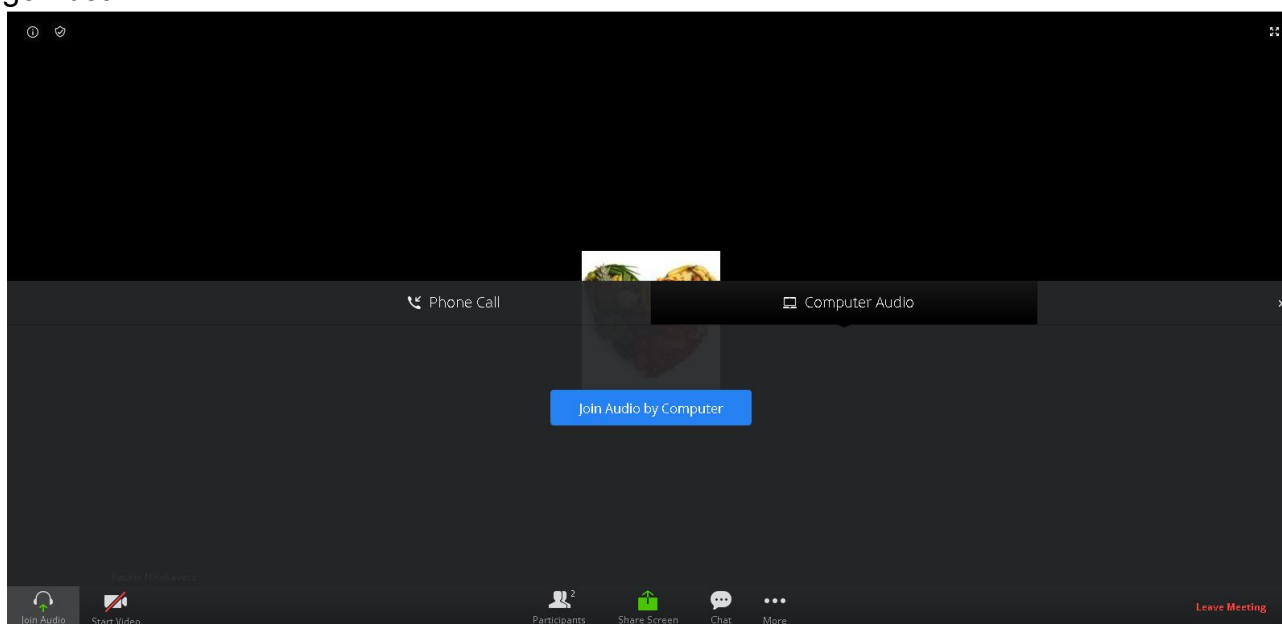 Phone Call
Computer Audio
Join Audio by Computer
2
Join Audio
Start Video
Participants
Share Screen
Chat
More
Leave Meeting